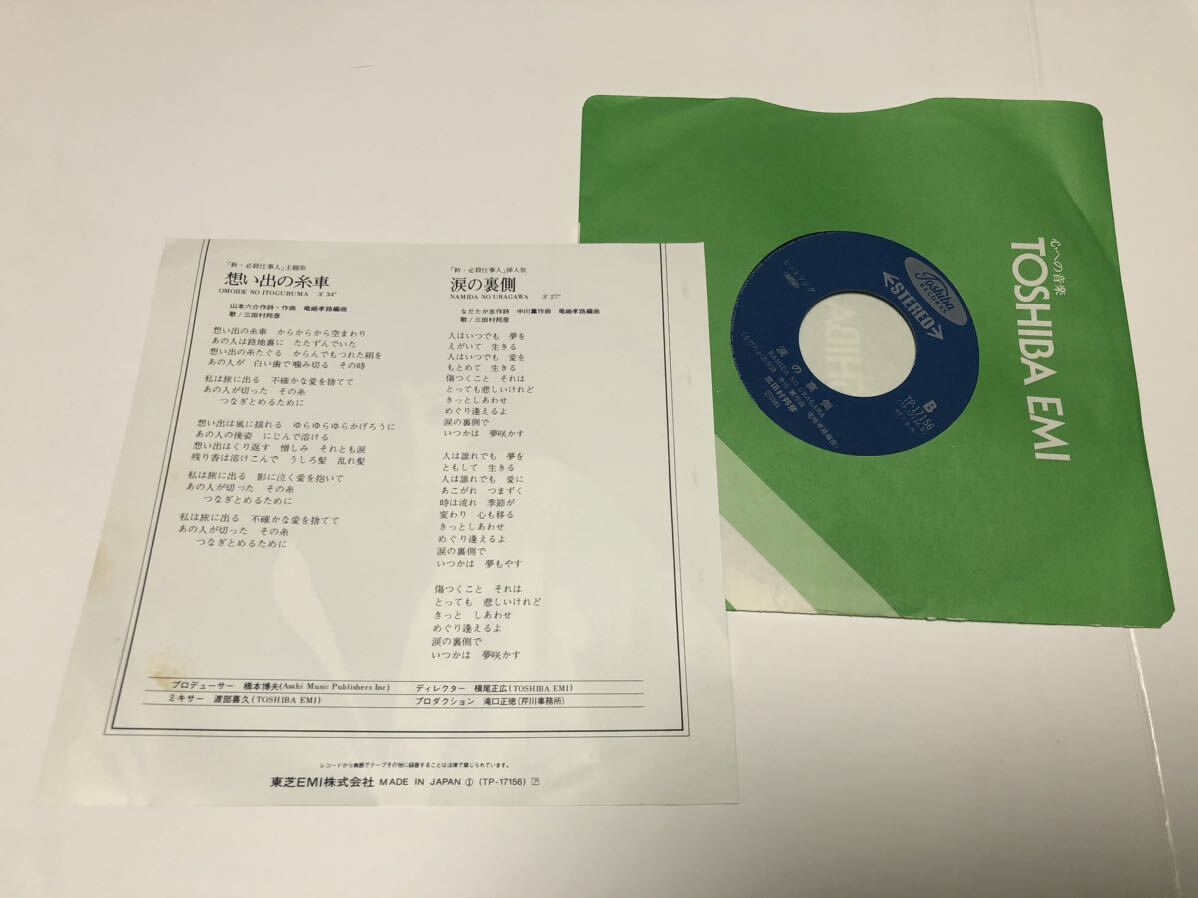 「新・必殺仕事人」主題歌
想い出の糸車
OMOIDE NO ITOGURUMA 3′34″
山本六介作詩・作曲 竜崎孝路編曲
歌/三田村邦彦
想い出の糸車 からからから空まわり
あの人は路地裏に たたずんでいた
想い出の糸たぐる からんでもつれた絹を
あの人が 白い歯で噛み切る その時
私は旅に出る 不確かな愛を捨てて
あの人が切った その糸
つなぎとめるために
想い出は風に揺れる ゆらゆらゆらかげろうに
あの人の後姿 にじんで溶ける
想い出はくり返す 憎しみ それとも涙
残り香は溶けこんで うしろ髪 乱れ髪
私は旅に出る 影に泣く愛を抱いて
あの人が切った その糸
つなぎとめるために
私は旅に出る 不確かな愛を捨てて
あの人が切った その糸
つなぎとめるために
「新・必殺仕事人」挿入歌
涙の裏側
NAMIDA NO URAGAWA 3′27″
なだたか志作詩 中川薫作曲 竜崎孝路編曲
歌/三田村邦彦
人はいつでも 夢を
えがいて 生きる
人はいつでも 愛を
もとめて 生きる
傷つくこと それは
とっても悲しいけれど
きっとしあわせ
めぐり逢えるよ
涙の裏側で
いつかは 夢咲かす
人は誰れでも 夢を
ともして 生きる
人は誰れでも 愛に
あこがれ つまずく
時は流れ 季節が
変わり 心も移る
きっとしあわせ
めぐり逢えるよ
涙の裏側で
いつかは 夢もやす
傷つくこと それは
とっても 悲しいけれど
きっと しあわせ
めぐり逢えるよ
涙の裏側で
いつかは 夢咲かす
プロデューサー 橋本博夫(Asahi Music Publishers Inc) ディレクター 横尾正広(TOSHIBA EMI)
ミキサー 渡部喜久(TOSHIBA EMI) プロダクション 滝口正徳(芹川事務所)
レコードから無断でテープその他に録音することは法律で禁じられています。
東芝EMI株式会社 MADE IN JAPAN Ⓘ (TP-17156)
心への音楽
TOSHIBA EMI
Toshiba
RECORDS
STEREO
ヒットソング
B
TP-17156
涙の裏側
NAMIDA NO URAGAWA
三田村邦彦